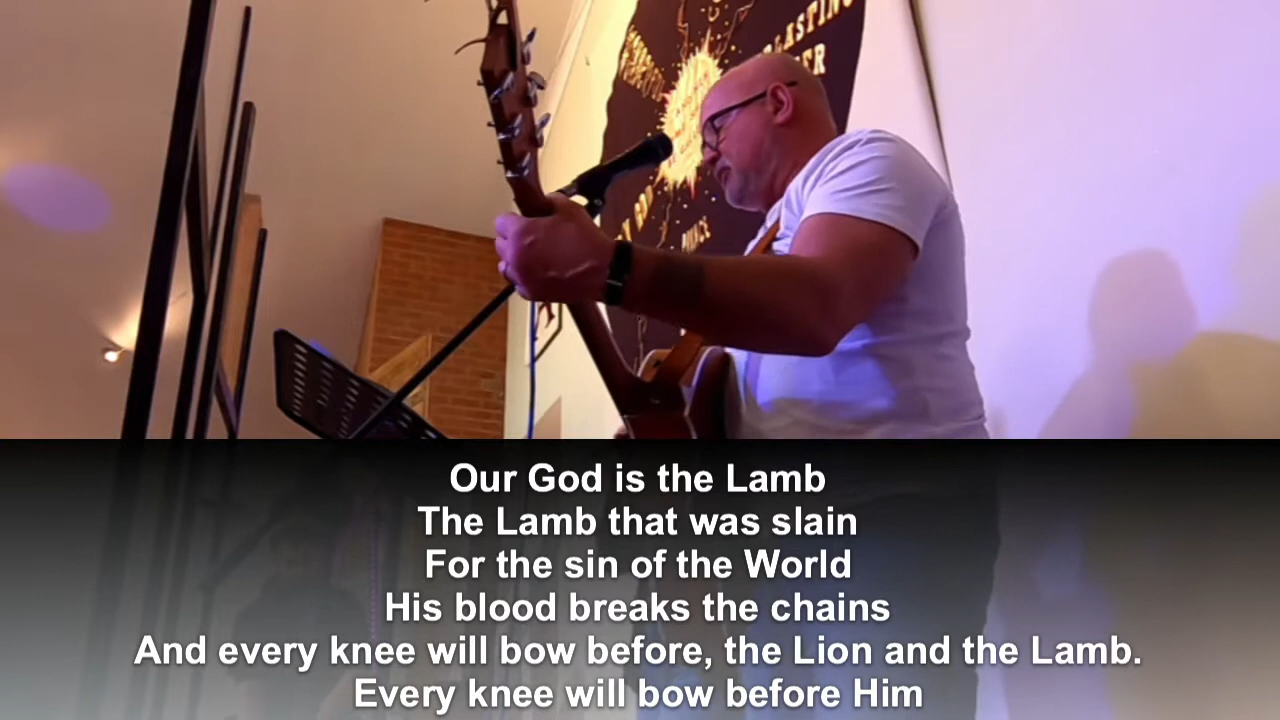 LASTING
Our God is the Lamb
The Lamb that was slain
For the sin of the World
His blood breaks the chains
And every knee will bow before, the Lion and the Lamb.
Every knee will bow before Him